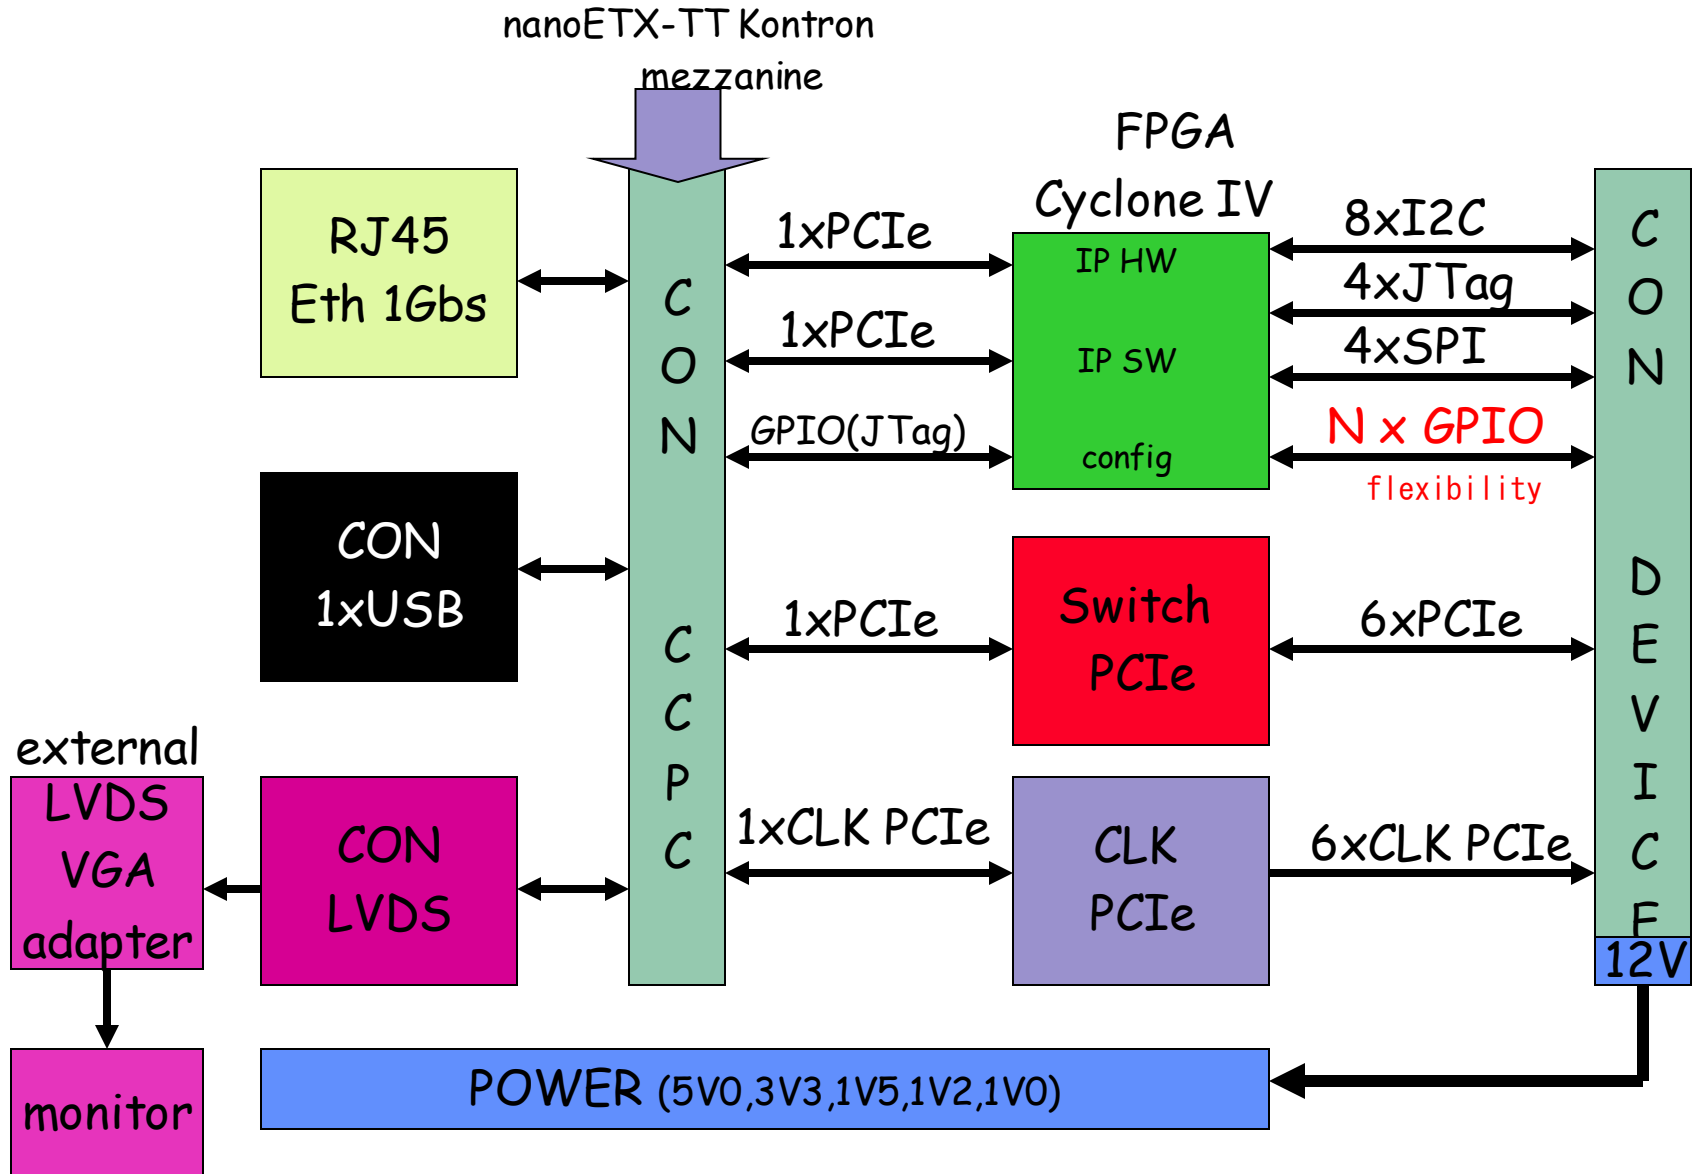 nanoETX-TT Kontron
mezzanine
RJ45
Eth 1Gbs
CON
1xUSB
external
LVDS
VGA
adapter
monitor
CON
LVDS
C
O
N
C
C
P
C
1xPCIe
1xPCIe
GPIO(JTag)
1xPCIe
1xCLK PCIe
FPGA
Cyclone IV
IP HW
IP SW
config
Switch
PCIe
CLK
PCIe
8xI2C
4xJTag
4xSPI
N x GPIO
flexibility
6xPCIe
6xCLK PCIe
C
O
N
D
E
V
I
C
E
12V
POWER (5V0,3V3,1V5,1V2,1V0)